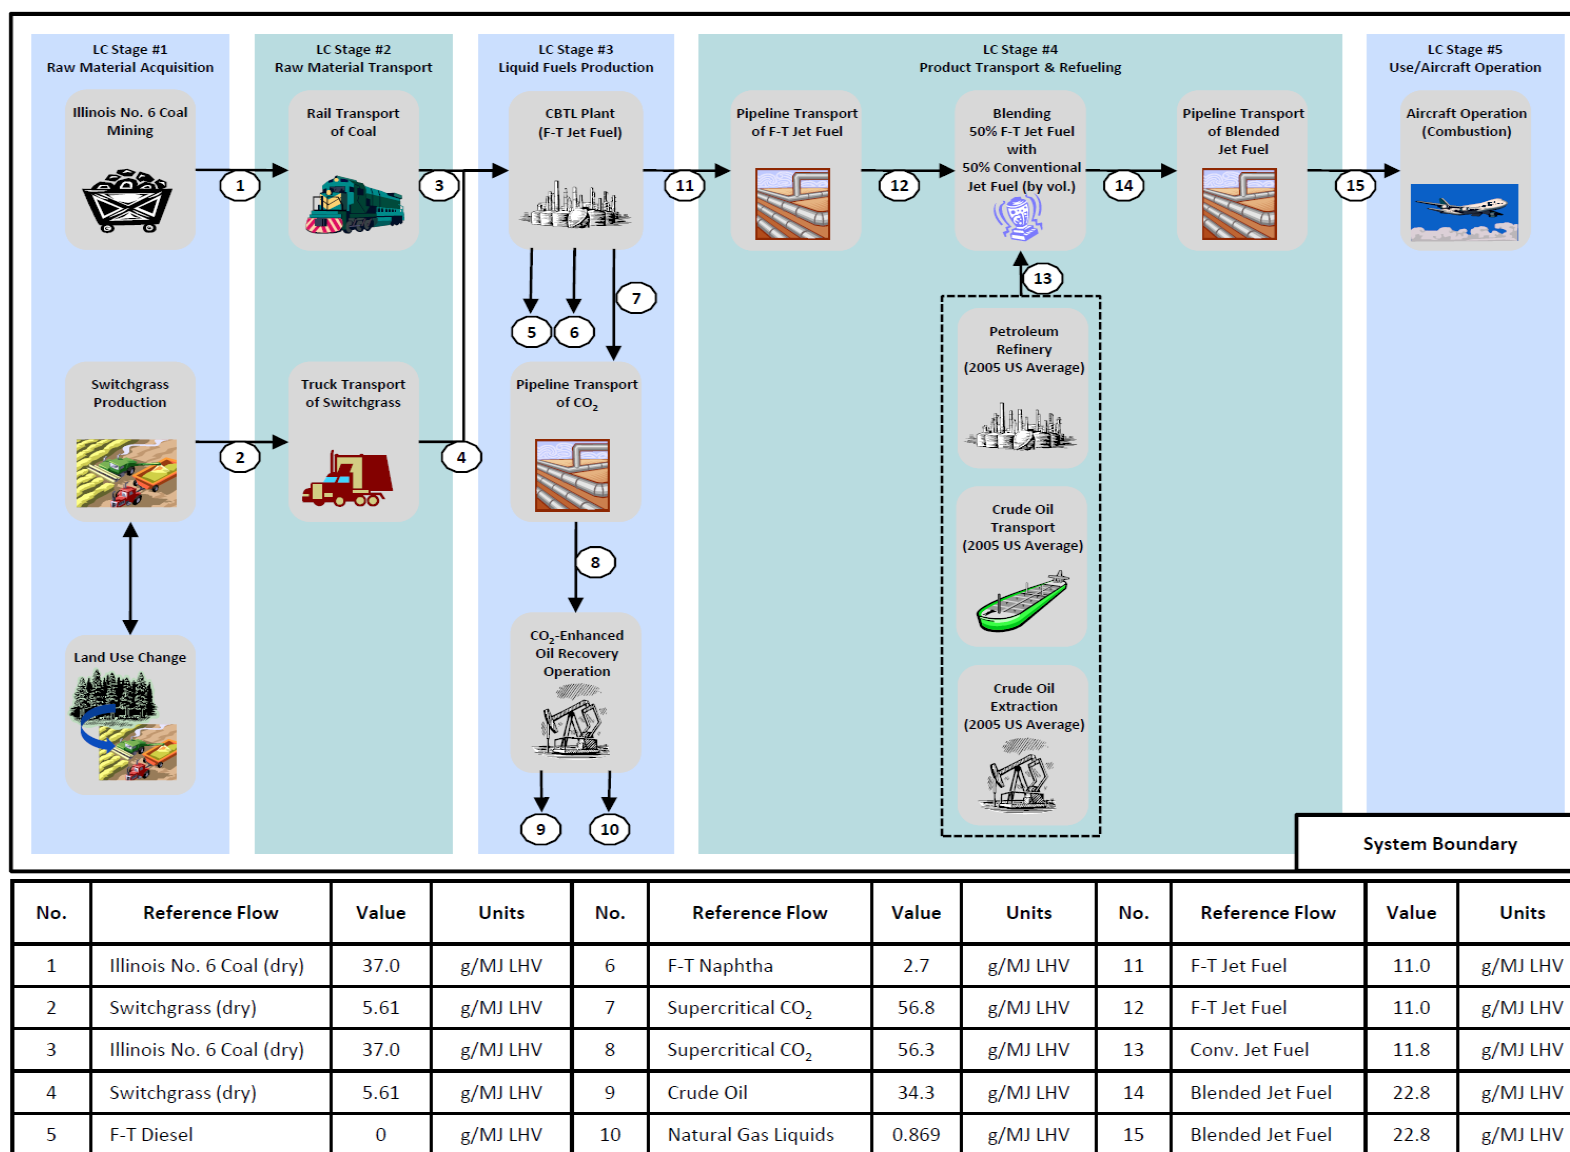 LC Stage #1
Raw Material Acquisition
LC Stage #2
Raw Material Transport
LC Stage #3
Liquid Fuels Production
LC Stage #4
Product Transport & Refueling
LC Stage #5
Use/Aircraft Operation
Illinois No. 6 Coal
Mining
1
Rail Transport
of Coal
3
CBTL Plant
(F-T Jet Fuel)
11
Pipeline Transport
of F-T Jet Fuel
12
Blending
50% F-T Jet Fuel
with
50% Conventional
Jet Fuel (by vol.)
14
Pipeline Transport
of Blended
Jet Fuel
15
Aircraft Operation
(Combustion)
5
6
7
13
Switchgrass
Production
2
Truck Transport
of Switchgrass
4
Pipeline Transport
of CO₂
8
Petroleum
Refinery
(2005 US Average)
Crude Oil
Transport
(2005 US Average)
Land Use Change
CO₂-Enhanced
Oil Recovery
Operation
9
10
Crude Oil
Extraction
(2005 US Average)
System Boundary
No. Reference Flow Value Units No. Reference Flow Value Units No. Reference Flow Value Units
1 Illinois No. 6 Coal (dry) 37.0 g/MJ LHV 6 F-T Naphtha 2.7 g/MJ LHV 11 F-T Jet Fuel 11.0 g/MJ LHV
2 Switchgrass (dry) 5.61 g/MJ LHV 7 Supercritical CO₂ 56.8 g/MJ LHV 12 F-T Jet Fuel 11.0 g/MJ LHV
3 Illinois No. 6 Coal (dry) 37.0 g/MJ LHV 8 Supercritical CO₂ 56.3 g/MJ LHV 13 Conv. Jet Fuel 11.8 g/MJ LHV
4 Switchgrass (dry) 5.61 g/MJ LHV 9 Crude Oil 34.3 g/MJ LHV 14 Blended Jet Fuel 22.8 g/MJ LHV
5 F-T Diesel 0 g/MJ LHV 10 Natural Gas Liquids 0.869 g/MJ LHV 15 Blended Jet Fuel 22.8 g/MJ LHV